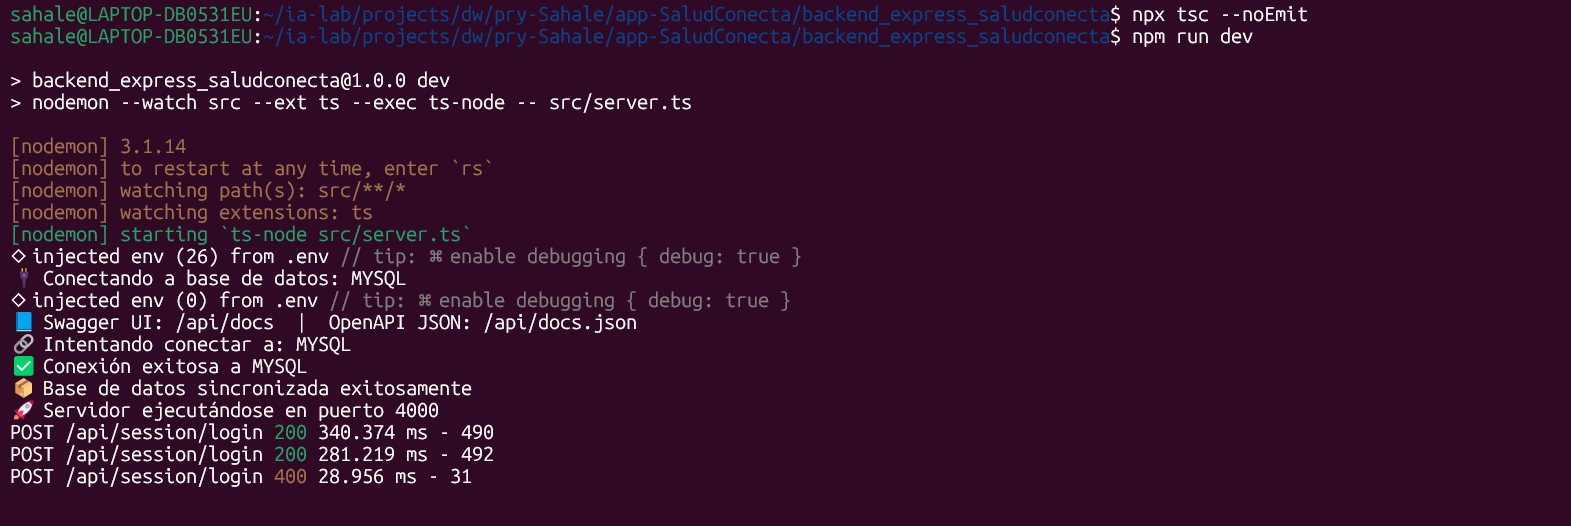 sahale@LAPTOP-DB0531EU:~/ia-lab/projects/dw/pry-Sahale/app-SaludConecta/backend_express_saludconecta$ npx tsc --noEmit
sahale@LAPTOP-DB0531EU:~/ia-lab/projects/dw/pry-Sahale/app-SaludConecta/backend_express_saludconecta$ npm run dev
> backend_express_saludconecta@1.0.0 dev
> nodemon --watch src --ext ts --exec ts-node -- src/server.ts
[nodemon] 3.1.14
[nodemon] to restart at any time, enter `rs`
[nodemon] watching path(s): src/**/*
[nodemon] watching extensions: ts
[nodemon] starting `ts-node src/server.ts`
◇ injected env (26) from .env // tip: ⌘ enable debugging { debug: true }
🔌 Conectando a base de datos: MYSQL
◇ injected env (0) from .env // tip: ⌘ enable debugging { debug: true }
📘 Swagger UI: /api/docs | OpenAPI JSON: /api/docs.json
🔗 Intentando conectar a: MYSQL
✅ Conexión exitosa a MYSQL
📦 Base de datos sincronizada exitosamente
🚀 Servidor ejecutándose en puerto 4000
POST /api/session/login 200 340.374 ms - 490
POST /api/session/login 200 281.219 ms - 492
POST /api/session/login 400 28.956 ms - 31